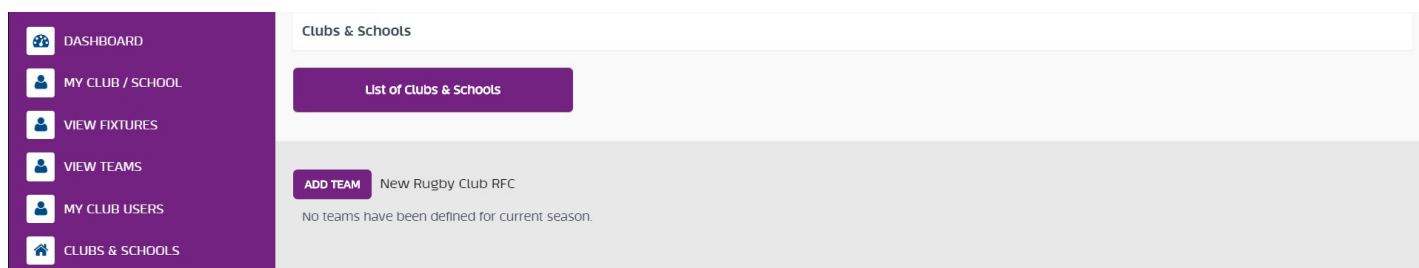 DASHBOARD
MY CLUB / SCHOOL
VIEW FIXTURES
VIEW TEAMS
MY CLUB USERS
CLUBS & SCHOOLS
Clubs & Schools
List of Clubs & Schools
ADD TEAM New Rugby Club RFC
No teams have been defined for current season.